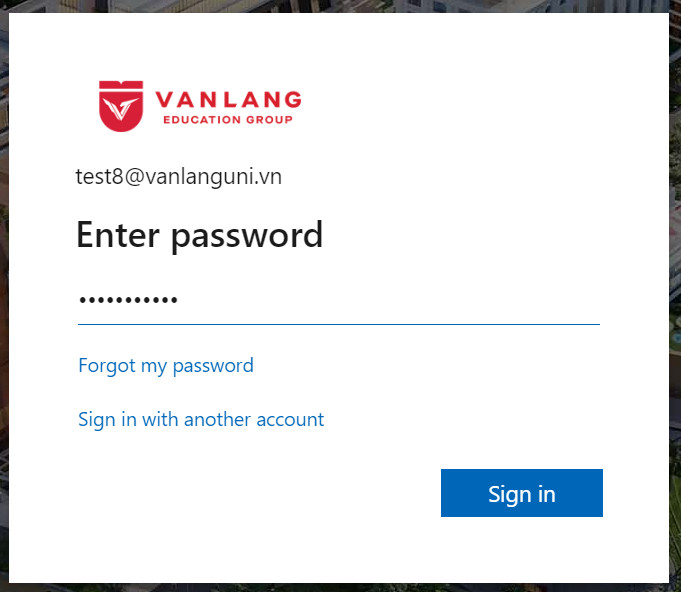 VANLANG
EDUCATION GROUP
test8@vanlanguni.vn
Enter password
•••••••••••
Forgot my password
Sign in with another account
Sign in